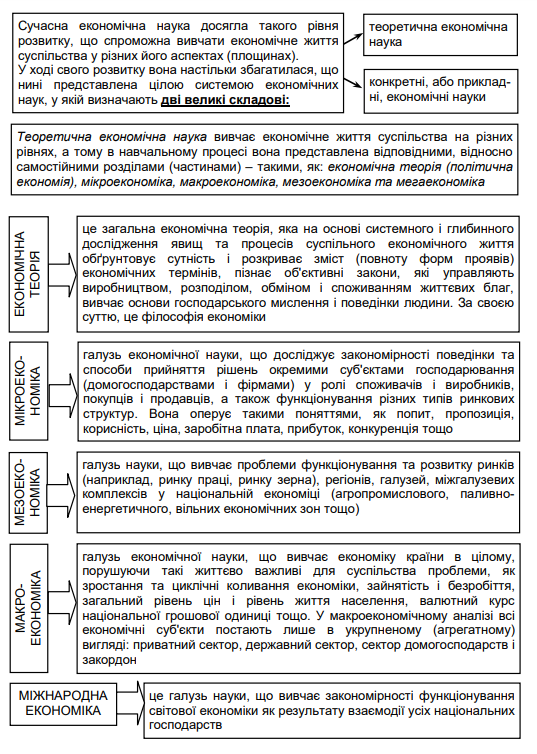 Сучасна економічна наука досягла такого рівня
розвитку, що спроможна вивчати економічне життя
суспільства у різних його аспектах (площинах).
У ході свого розвитку вона настільки збагатилася, що
нині представлена цілою системою економічних
наук, у якій визначають дві великі складові:
теоретична економічна
наука
конкретні, або приклад-
ні, економічні науки
Теоретична економічна наука вивчає економічне життя суспільства на різних
рівнях, а тому в навчальному процесі вона представлена відповідними, відносно
самостійними розділами (частинами) – такими, як: економічна теорія (політична
економія), мікроекономіка, макроекономіка, мезоекономіка та мегаекономіка
ЕКОНОМІЧНА
ТЕОРІЯ
це загальна економічна теорія, яка на основі системного і глибинного
дослідження явищ та процесів суспільного економічного життя
обґрунтовує сутність і розкриває зміст (повноту форм проявів)
економічних термінів, пізнає об'єктивні закони, які управляють
виробництвом, розподілом, обміном і споживанням життєвих благ,
вивчає основи господарського мислення і поведінки людини. За своєю
суттю, це філософія економіки
МІКРОЕКО-
НОМІКА
галузь економічної науки, що досліджує закономірності поведінки та
способи прийняття рішень окремими суб'єктами господарювання
(домогосподарствами і фірмами) у ролі споживачів і виробників,
покупців і продавців, а також функціонування різних типів ринкових
структур. Вона оперує такими поняттями, як попит, пропозиція,
корисність, ціна, заробітна плата, прибуток, конкуренція тощо
МЕЗОЕКО-
НОМІКА
галузь науки, що вивчає проблеми функціонування та розвитку ринків
(наприклад, ринку праці, ринку зерна), регіонів, галузей, міжгалузевих
комплексів у національній економіці (агропромислового, паливно-
енергетичного, вільних економічних зон тощо)
МАКРО-
ЕКОНОМІКА
галузь економічної науки, що вивчає економіку країни в цілому,
порушуючи такі життєво важливі для суспільства проблеми, як
зростання та циклічні коливання економіки, зайнятість і безробіття,
загальний рівень цін і рівень життя населення, валютний курс
національної грошової одиниці тощо. У макроекономічному аналізі всі
економічні суб'єкти постають лише в укрупненому (агрегатному)
вигляді: приватний сектор, державний сектор, сектор домогосподарств і
закордон
МІЖНАРОДНА
ЕКОНОМІКА
це галузь науки, що вивчає закономірності функціонування
світової економіки як результату взаємодії усіх національних
господарств